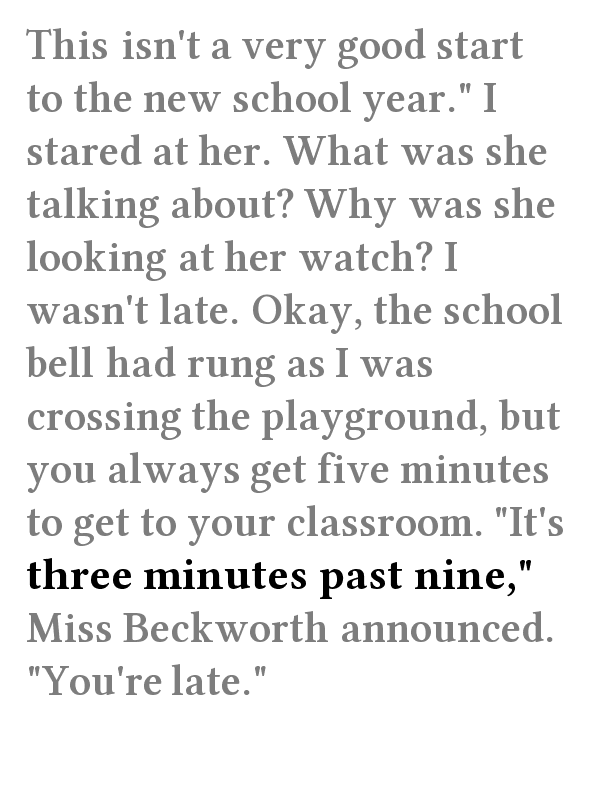 This isn't a very good start
to the new school year." I
stared at her. What was she
talking about? Why was she
looking at her watch? I
wasn't late. Okay, the school
bell had rung as I was
crossing the playground, but
you always get five minutes
to get to your classroom. "It's
three minutes past nine,"
Miss Beckworth announced.
"You're late."